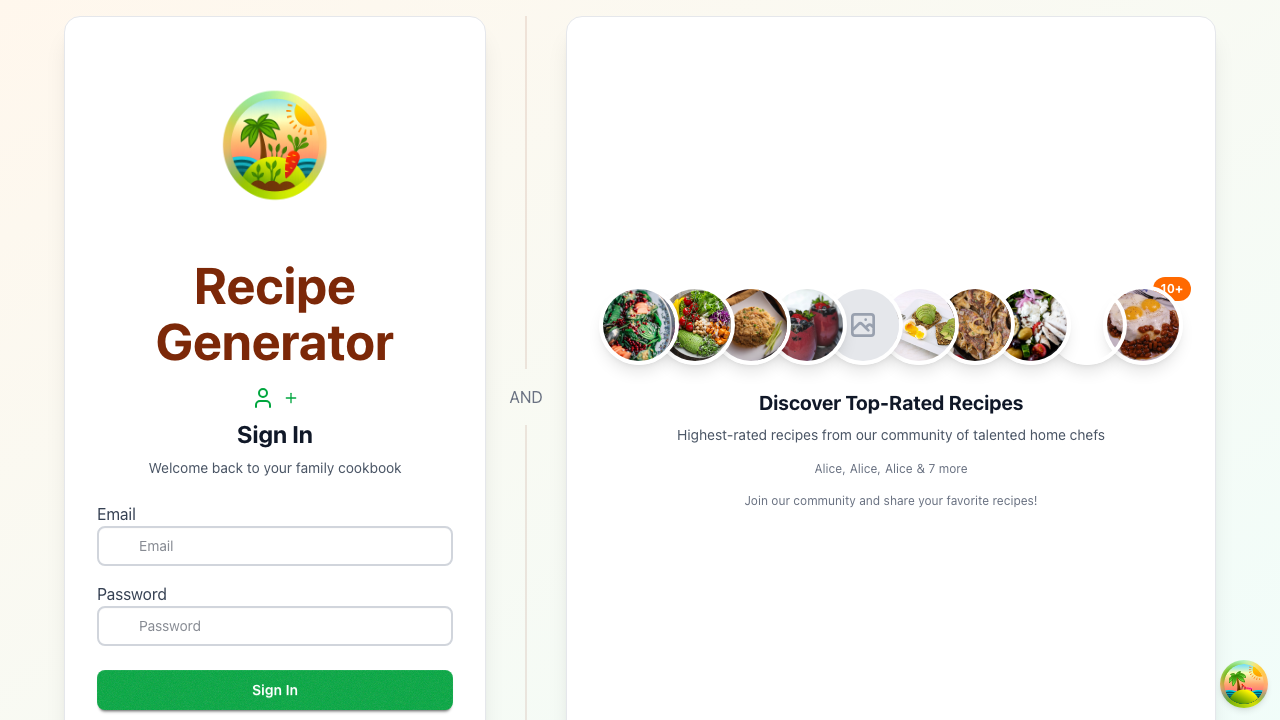 Recipe
Generator
Sign In
Welcome back to your family cookbook
Email
Email
Password
Password
Sign In
AND
10+
Discover Top-Rated Recipes
Highest-rated recipes from our community of talented home chefs
Alice, Alice, Alice & 7 more
Join our community and share your favorite recipes!